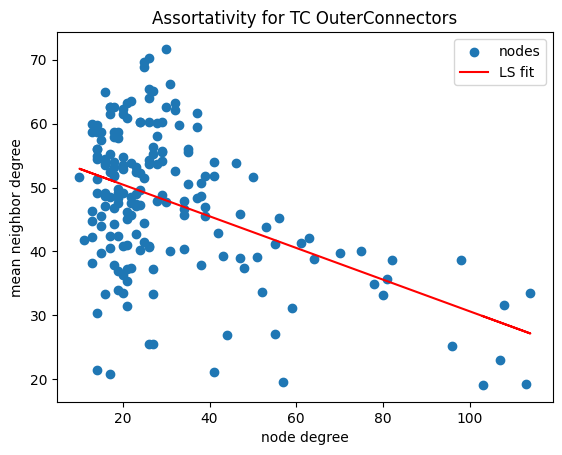 Assortativity for TC OuterConnectors
nodes
LS fit
mean neighbor degree
70
60
50
40
30
20
20
40
60
80
100
node degree